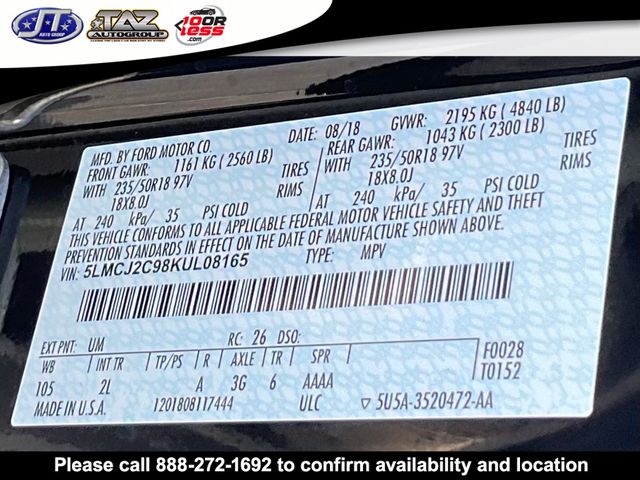 JT AUTO GROUP
TAZ AUTOGROUP
10 OR LESS.com
MFD. BY FORD MOTOR CO.
DATE: 08/18 GVWR: 2195 KG ( 4840 LB)
FRONT GAWR: 1161 KG ( 2560 LB)
REAR GAWR: 1043 KG ( 2300 LB)
WITH 235/50R18 97V TIRES
WITH 235/50R18 97V TIRES
18X8.0J RIMS
18X8.0J RIMS
AT 240 kPa/ 35 PSI COLD
AT 240 kPa/ 35 PSI COLD
THIS VEHICLE CONFORMS TO ALL APPLICABLE FEDERAL MOTOR VEHICLE SAFETY AND THEFT
PREVENTION STANDARDS IN EFFECT ON THE DATE OF MANUFACTURE SHOWN ABOVE.
VIN: 5LMCJ2C98KUL08165 TYPE: MPV
EXT PNT: UM RC: 26 DSO:
WB INT TR TP/PS R AXLE TR SPR F0028
105 2L A 3G 6 AAAA T0152
MADE IN U.S.A. 1201808117444 ULC ▽ 5U5A-3520472-AA
Please call 888-272-1692 to confirm availability and location